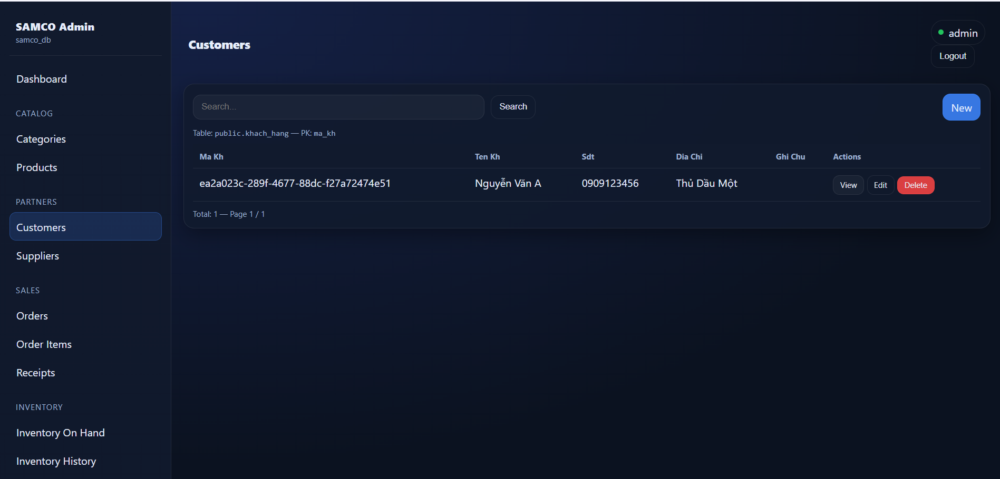 SAMCO Admin
samco_db
Dashboard
CATALOG
Categories
Products
PARTNERS
Customers
Suppliers
SALES
Orders
Order Items
Receipts
INVENTORY
Inventory On Hand
Inventory History
Customers
admin
Logout
Search...
Search
New
Table: public.khach_hang — PK: ma_kh
Ma Kh Ten Kh Sdt Dia Chi Ghi Chu Actions
ea2a023c-289f-4677-88dc-f27a72474e51 Nguyễn Văn A 0909123456 Thủ Dầu Một View Edit Delete
Total: 1 — Page 1 / 1